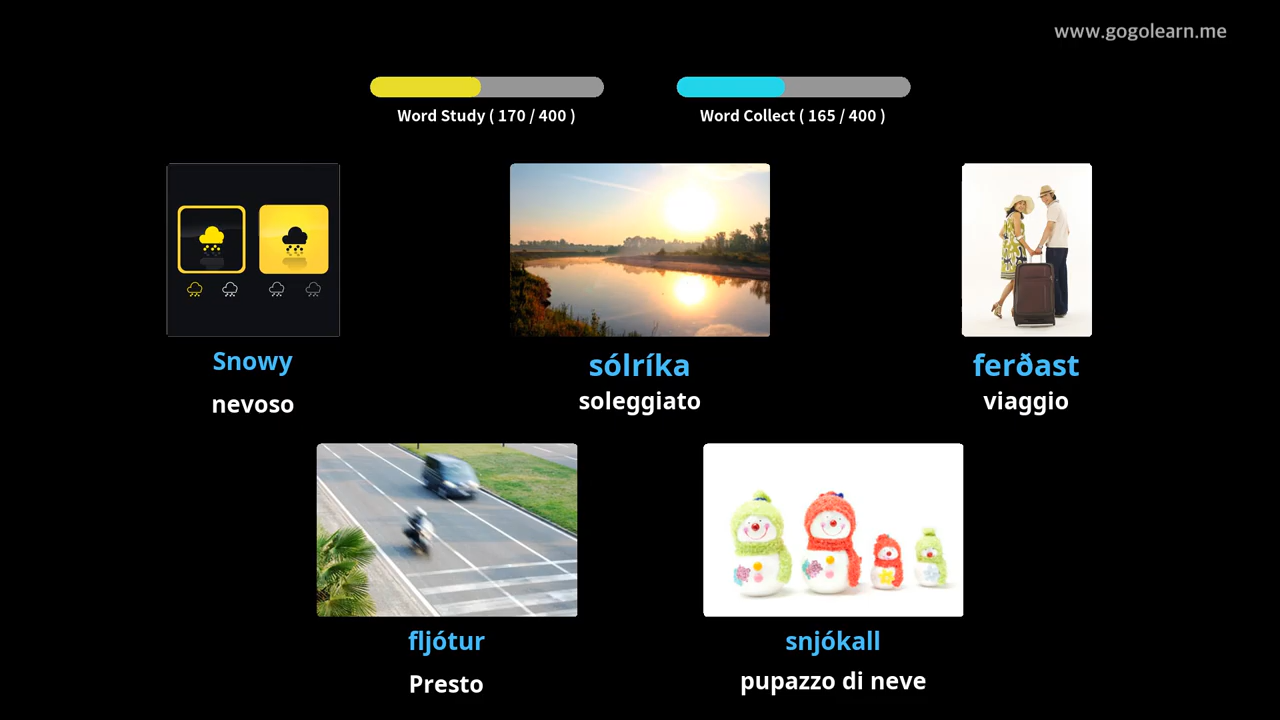 www.gogolearn.me
Word Study ( 170 / 400 )
Word Collect ( 165 / 400 )
Snowy
nevoso
sólríka
soleggiato
ferðast
viaggio
fljótur
Presto
snjókall
pupazzo di neve